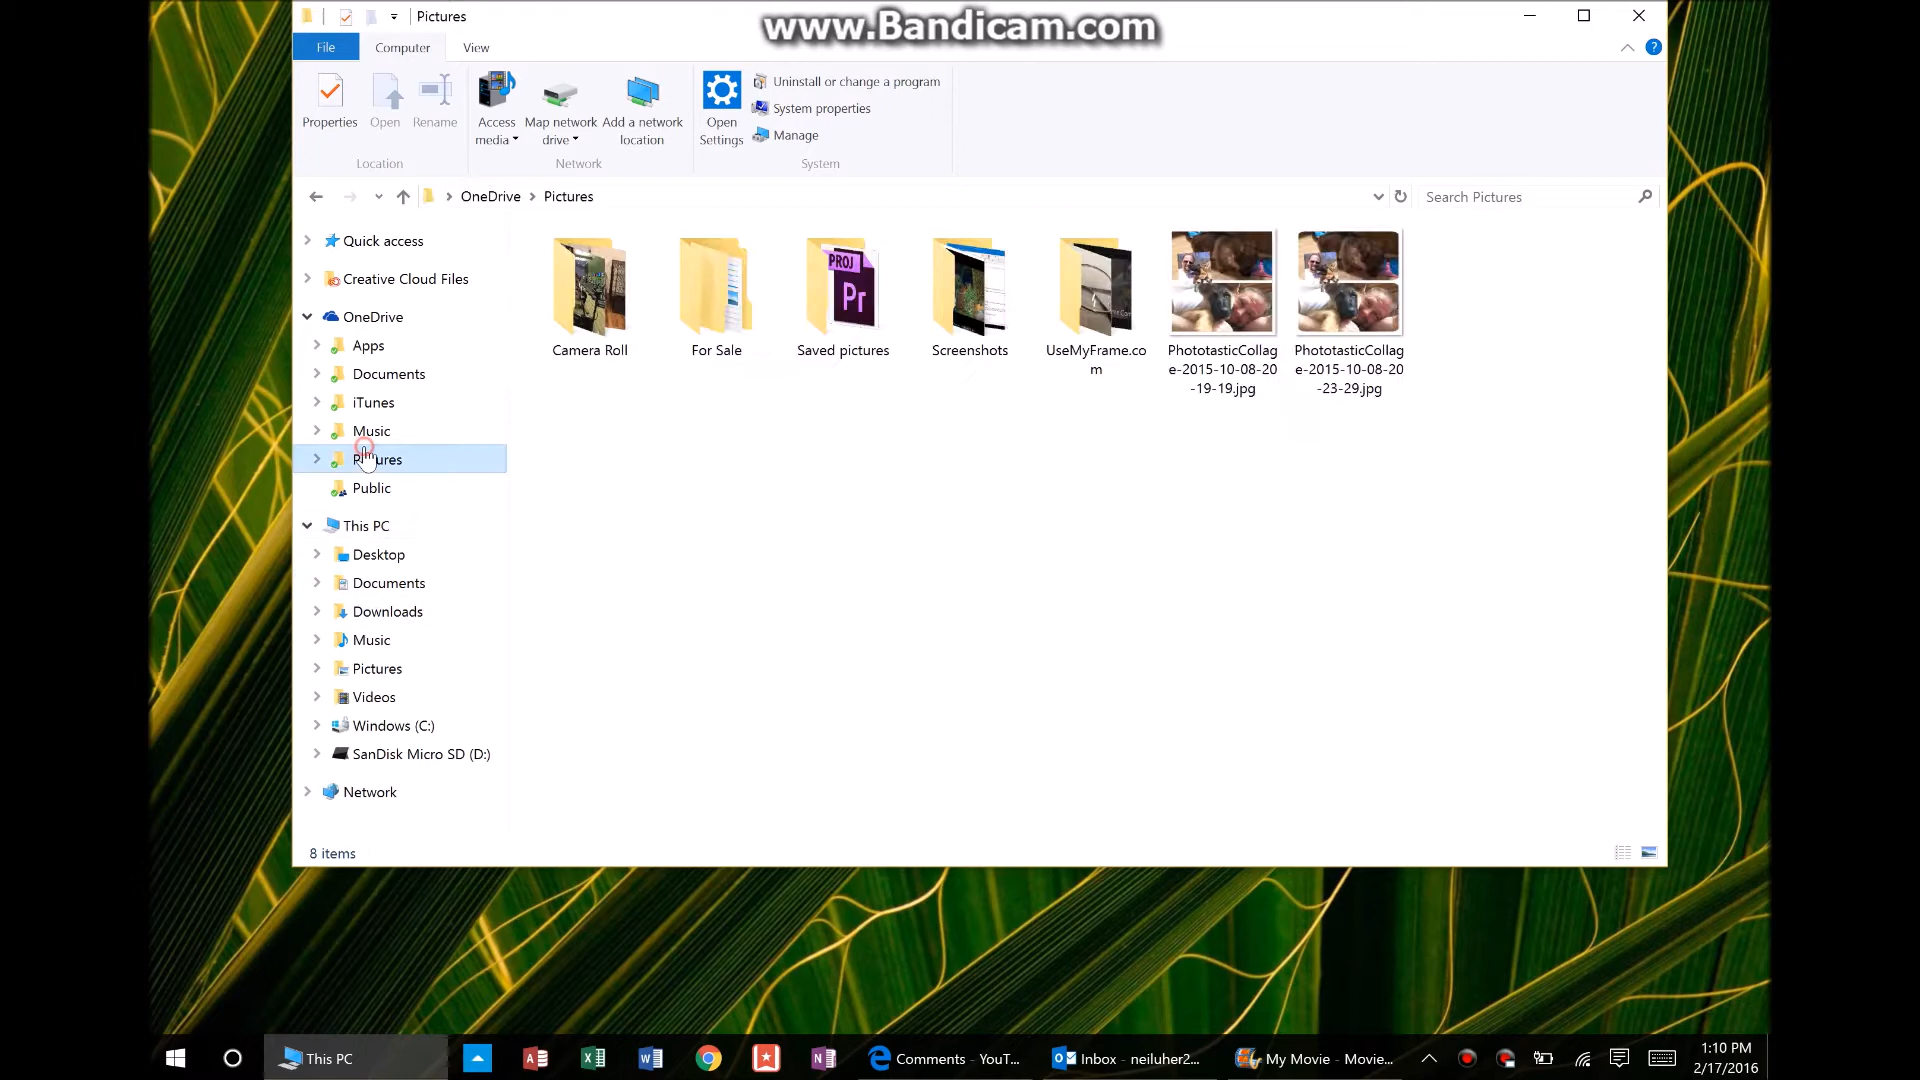 Pictures
www.Bandicam.com
File
Computer
View
Properties
Open
Rename
Access
media
Map network
drive
Add a network
location
Open
Settings
Uninstall or change a program
System properties
Manage
Location
Network
System
OneDrive
Pictures
Search Pictures
Quick access
Creative Cloud Files
OneDrive
Apps
Documents
iTunes
Music
Pictures
Public
This PC
Desktop
Documents
Downloads
Music
Pictures
Videos
Windows (C:)
SanDisk Micro SD (D:)
Network
Camera Roll
For Sale
PROJ
Pr
Saved pictures
Screenshots
UseMyFrame.co
m
PhototasticCollag
e-2015-10-08-20
-19-19.jpg
PhototasticCollag
e-2015-10-08-20
-23-29.jpg
8 items
This PC
Comments - YouT...
Inbox - neiluher2...
My Movie - Movie...
1:10 PM
2/17/2016